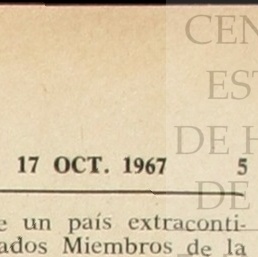 CEN
EST
DE H
17 OCT. 1967 5
DE
e un país extraconti-
ados Miembros de la